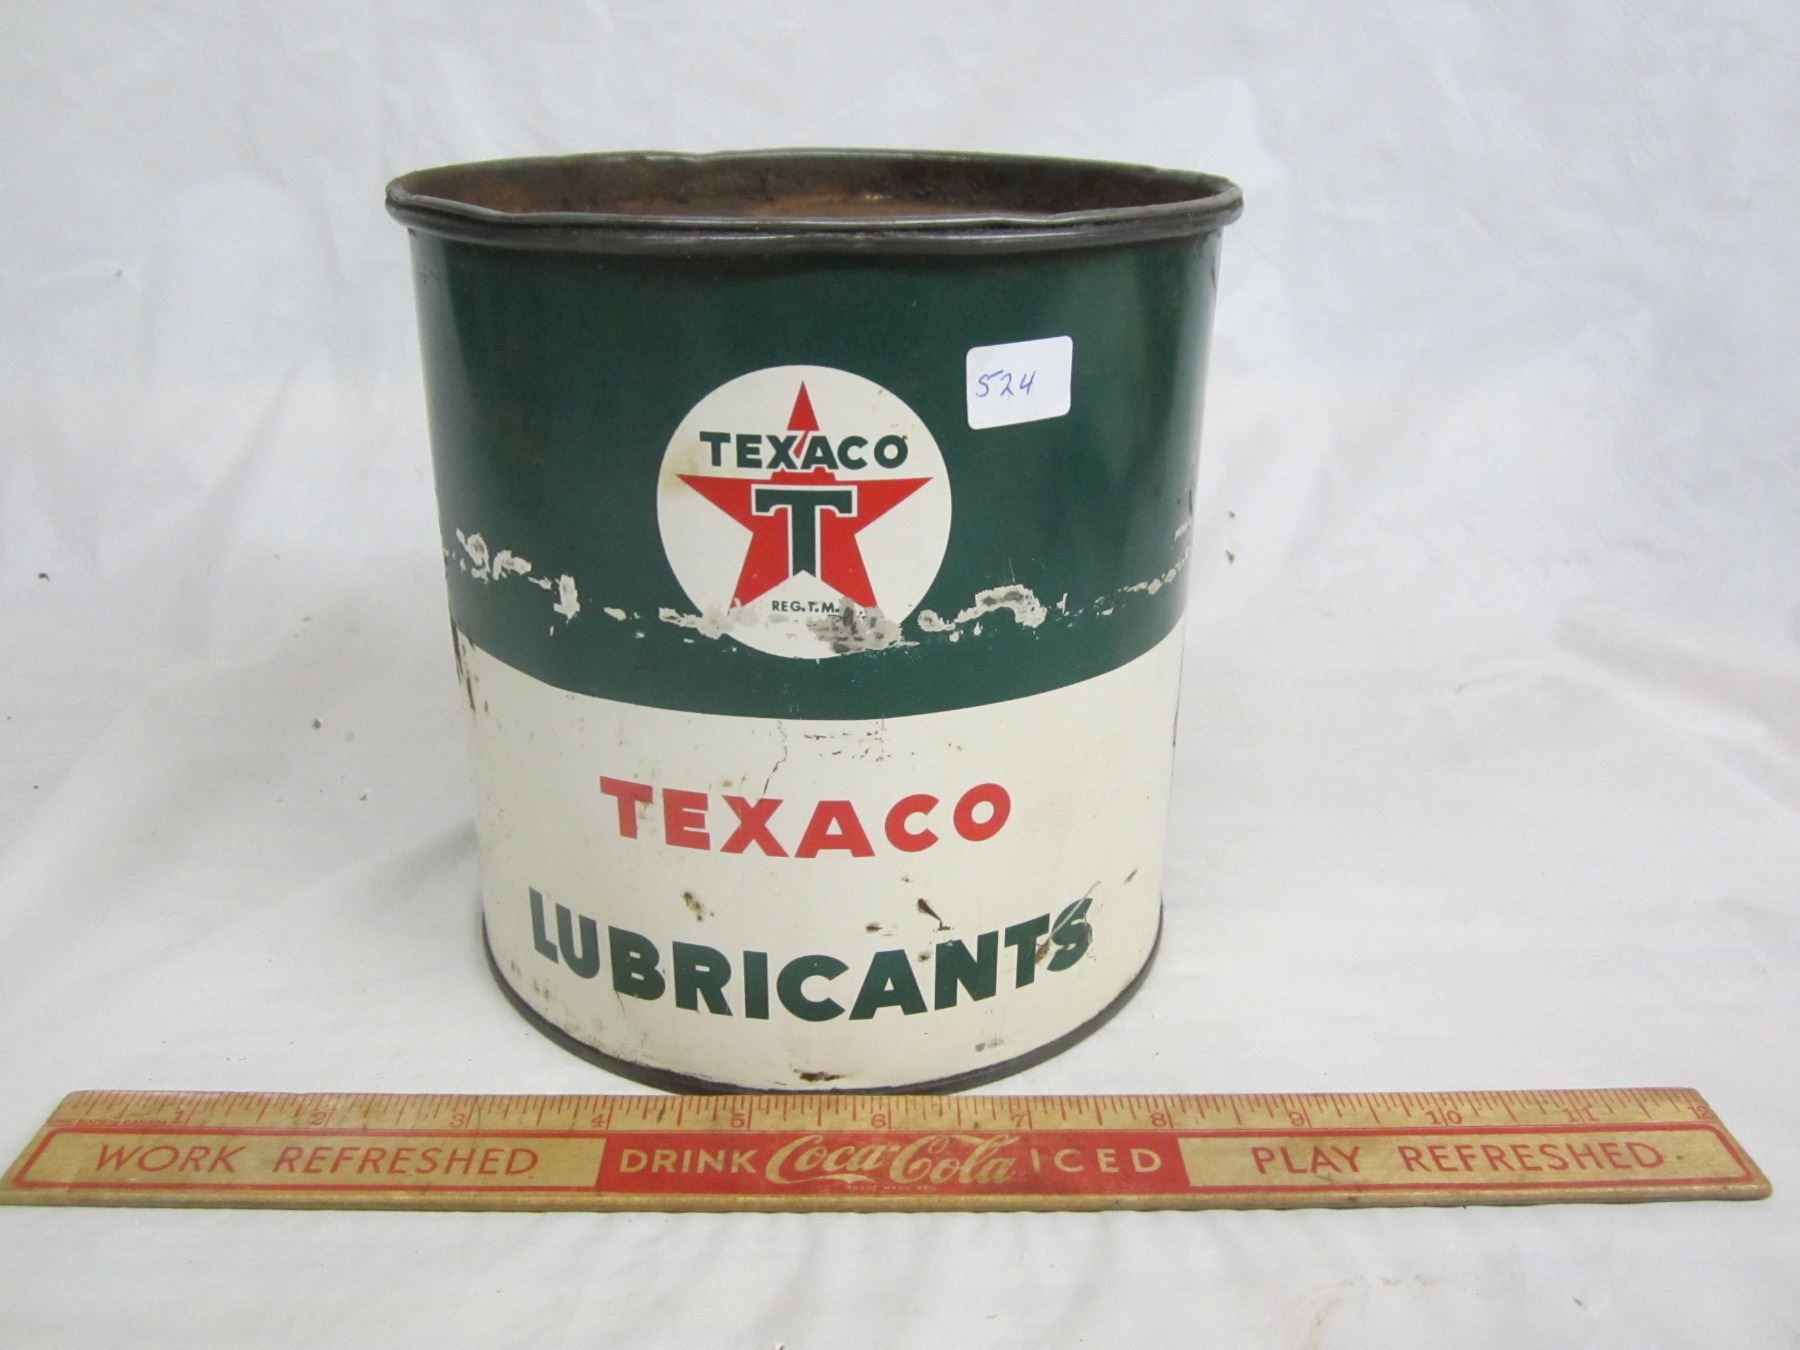 524
TEXACO
T
REG.T.M.
TEXACO
LUBRICANTS
1 2 3 4 5 6 7 8 9 10 11 12
WORK REFRESHED DRINK Coca-Cola ICED PLAY REFRESHED